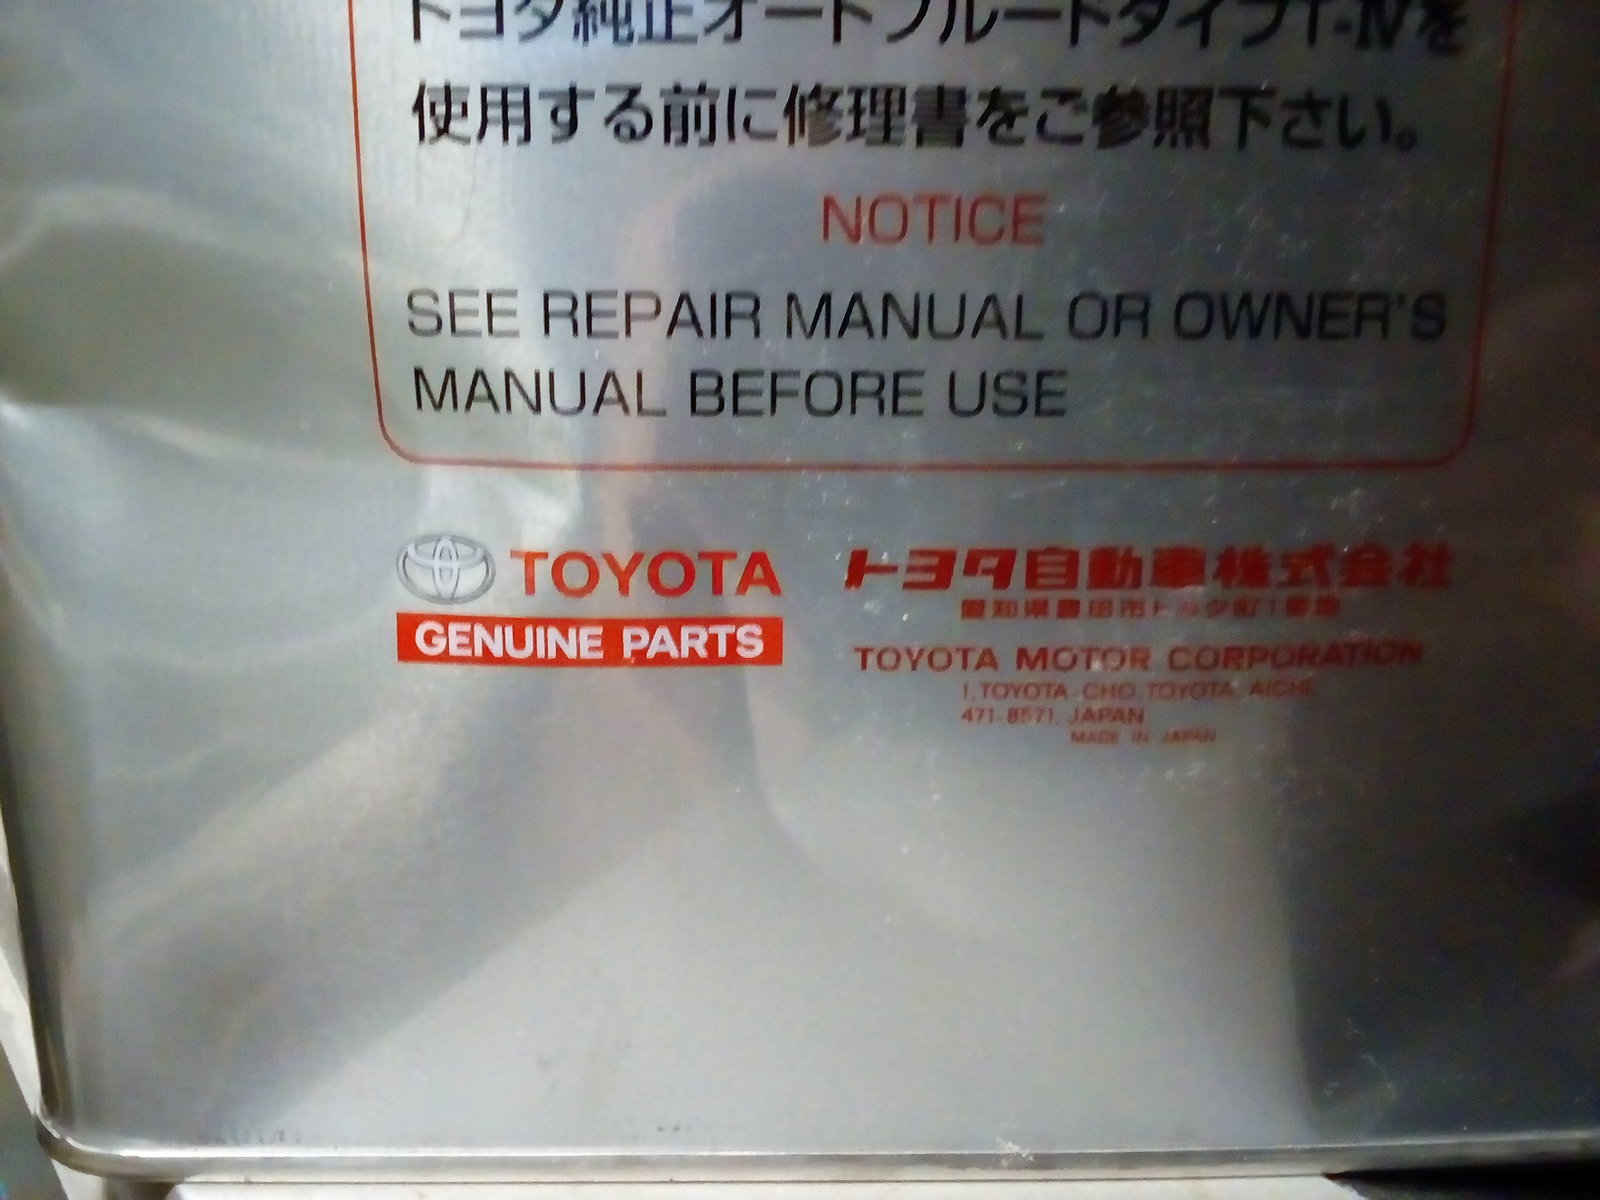 トヨタ純正オートフルードタイプT-Ⅳを
使用する前に修理書をご参照下さい。
NOTICE
SEE REPAIR MANUAL OR OWNER'S
MANUAL BEFORE USE
TOYOTA
GENUINE PARTS
トヨタ自動車株式会社
愛知県豊田市トヨタ町1番地
TOYOTA MOTOR CORPORATION
1, TOYOTA-CHO, TOYOTA, AICHI,
471-8571, JAPAN
MADE IN JAPAN